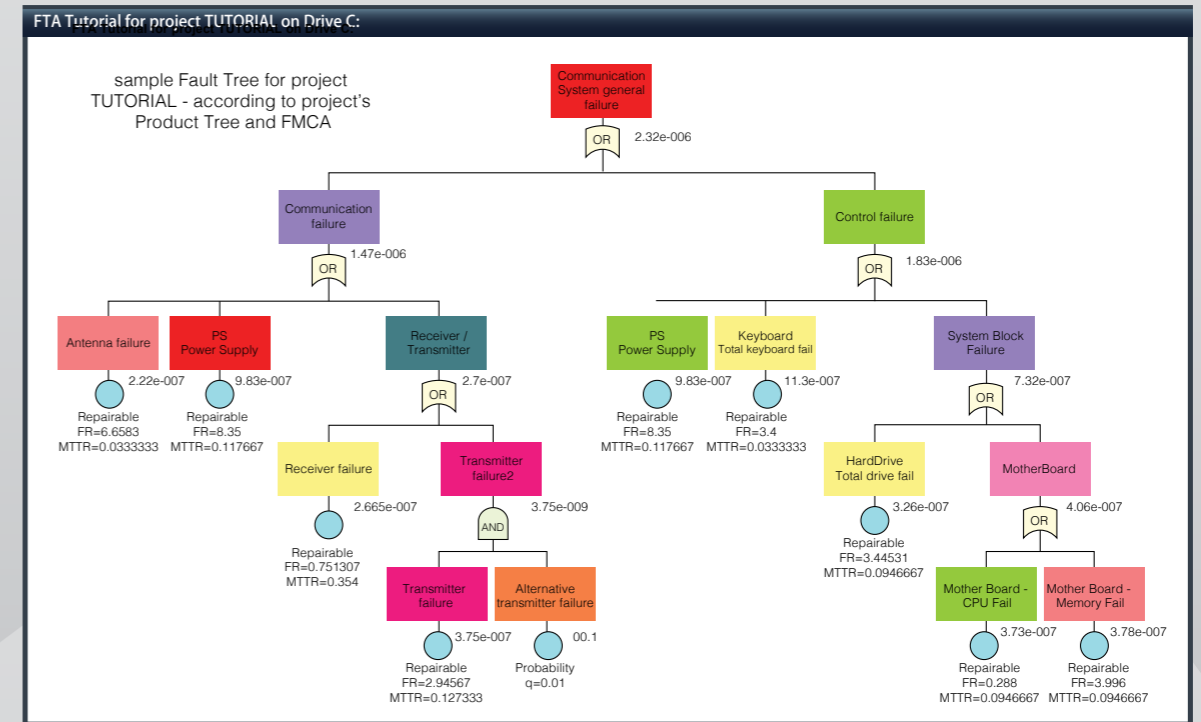 FTA Tutorial for project TUTORIAL on Drive C:
FTA Tutorial for project TUTORIAL on Drive C:
sample Fault Tree for project
TUTORIAL - according to project's
Product Tree and FMCA
Communication
System general
failure
OR
2.32e-006
Communication
failure
Control failure
1.47e-006
OR
1.83e-006
OR
Antenna failure
PS
Power Supply
Receiver /
Transmitter
PS
Power Supply
Keyboard
Total keyboard fail
System Block
Failure
2.22e-007
9.83e-007
2.7e-007
9.83e-007
11.3e-007
7.32e-007
OR
OR
Repairable
FR=6.6583
MTTR=0.0333333
Repairable
FR=8.35
MTTR=0.117667
Repairable
FR=8.35
MTTR=0.117667
Repairable
FR=3.4
MTTR=0.0333333
Receiver failure
Transmitter
failure2
HardDrive
Total drive fail
MotherBoard
2.665e-007
3.75e-009
3.26e-007
4.06e-007
AND
OR
Repairable
FR=0.751307
MTTR=0.354
Repairable
FR=3.44531
MTTR=0.0946667
Transmitter
failure
Alternative
transmitter failure
Mother Board -
CPU Fail
Mother Board -
Memory Fail
3.75e-007
00.1
3.73e-007
3.78e-007
Repairable
FR=2.94567
MTTR=0.127333
Probability
q=0.01
Repairable
FR=0.288
MTTR=0.0946667
Repairable
FR=3.996
MTTR=0.0946667